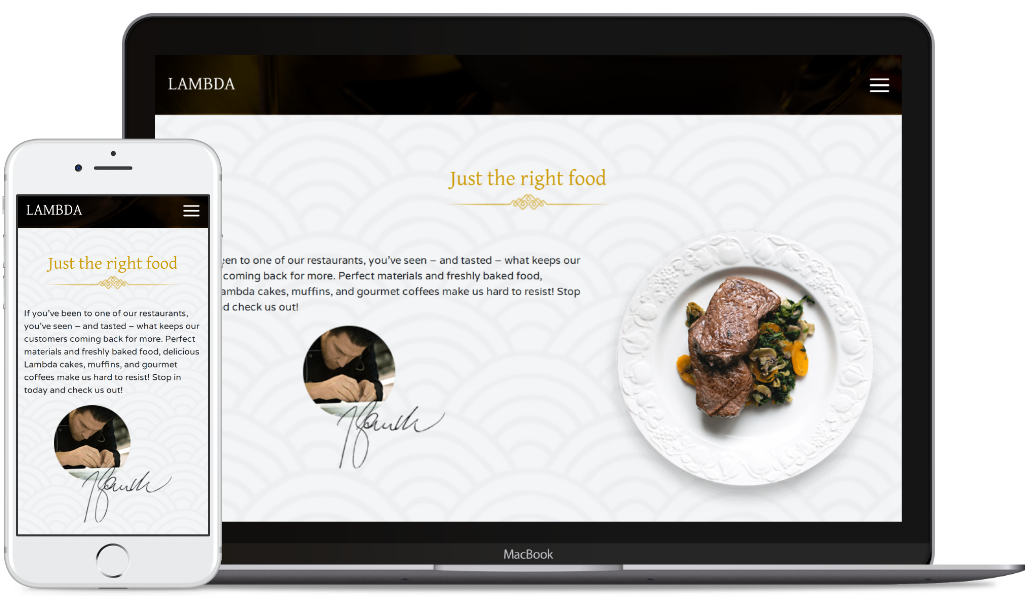 LAMBDA
Just the right food
en to one of our restaurants, you've seen – and tasted – what keeps our
coming back for more. Perfect materials and freshly baked food,
ambda cakes, muffins, and gourmet coffees make us hard to resist! Stop
d check us out!
MacBook
LAMBDA
Just the right food
If you've been to one of our restaurants,
you've seen – and tasted – what keeps our
customers coming back for more. Perfect
materials and freshly baked food, delicious
Lambda cakes, muffins, and gourmet
coffees make us hard to resist! Stop in
today and check us out!